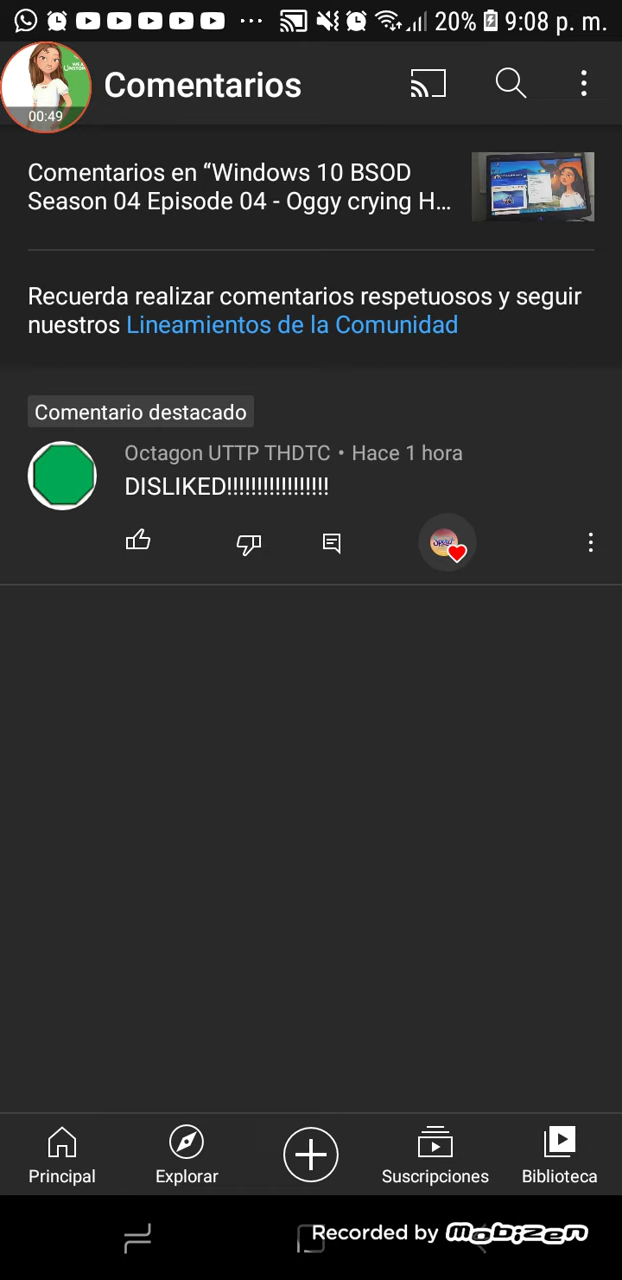 20% 9:08 p. m.
00:49
Comentarios
Comentarios en “Windows 10 BSOD
Season 04 Episode 04 - Oggy crying H...
Recuerda realizar comentarios respetuosos y seguir
nuestros Lineamientos de la Comunidad
Comentario destacado
Octagon UTTP THDTC • Hace 1 hora
DISLIKED!!!!!!!!!!!!!!!!!
Principal
Explorar
Suscripciones
Biblioteca
Recorded by mobizen